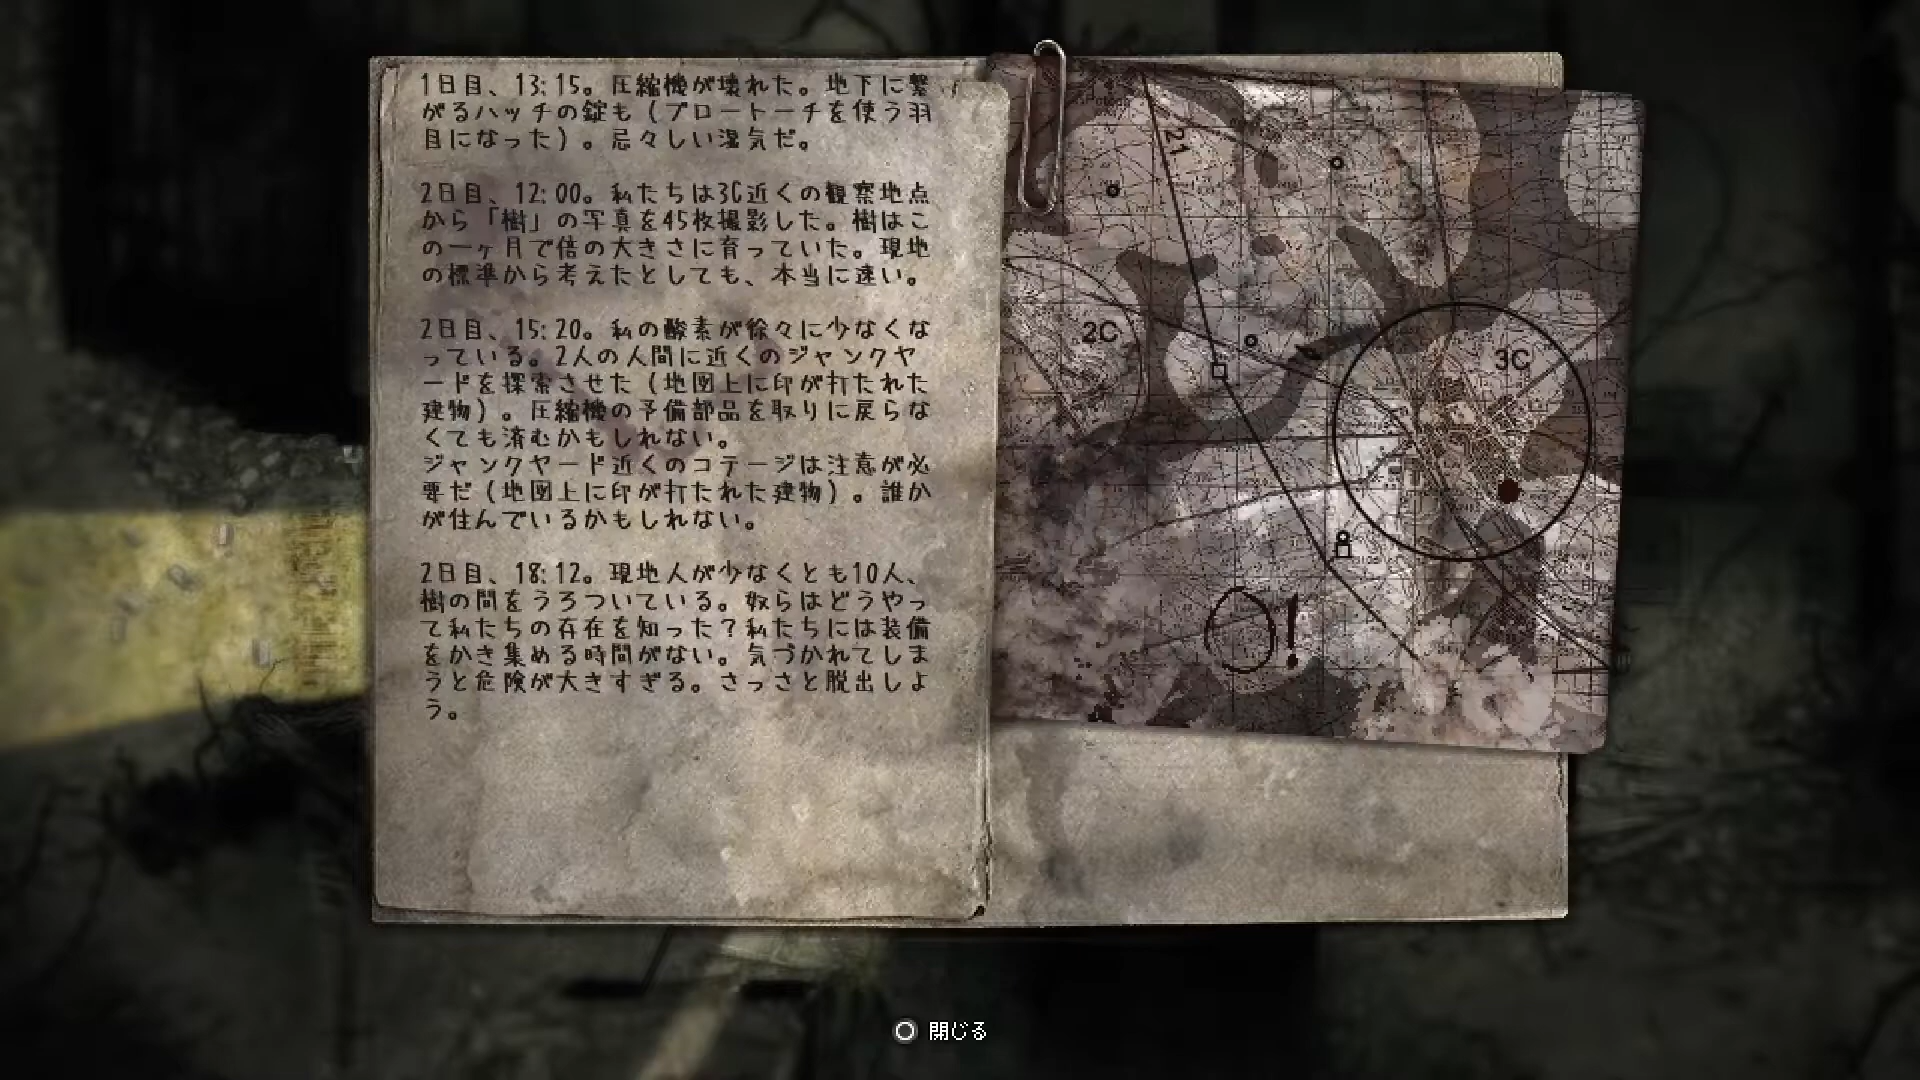 1日目、13:15。圧縮機が壊れた。地下に繋
がるハッチの錠も（ブロートーチを使う羽
目になった）。忌々しい湿気だ。
2日目、12:00。私たちは3C近くの観察地点
から「樹」の写真を45枚撮影した。樹はこ
の一ヶ月で倍の大きさに育っていた。現地
の標準から考えたとしても、本当に速い。
2日目、15:20。私の酸素が徐々に少なくな
っている。2人の人間に近くのジャンクヤ
ードを探索させた（地図上に印が打たれた
建物）。圧縮機の予備部品を取りに戻らな
くても済むかもしれない。
ジャンクヤード近くのコテージは注意が必
要だ（地図上に印が打たれた建物）。誰か
が住んでいるかもしれない。
2日目、18:12。現地人が少なくとも10人、
樹の間をうろついている。奴らはどうやっ
て私たちの存在を知った？私たちには装備
をかき集める時間がない。気づかれてしま
うと危険が大きすぎる。さっさと脱出しよ
う。
21
2C
3C
!
閉じる